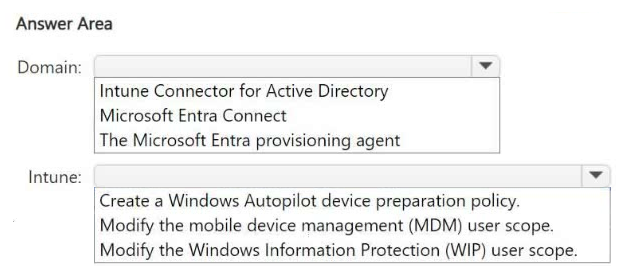 Answer Area
Domain:
Intune Connector for Active Directory
Microsoft Entra Connect
The Microsoft Entra provisioning agent
Intune:
Create a Windows Autopilot device preparation policy.
Modify the mobile device management (MDM) user scope.
Modify the Windows Information Protection (WIP) user scope.